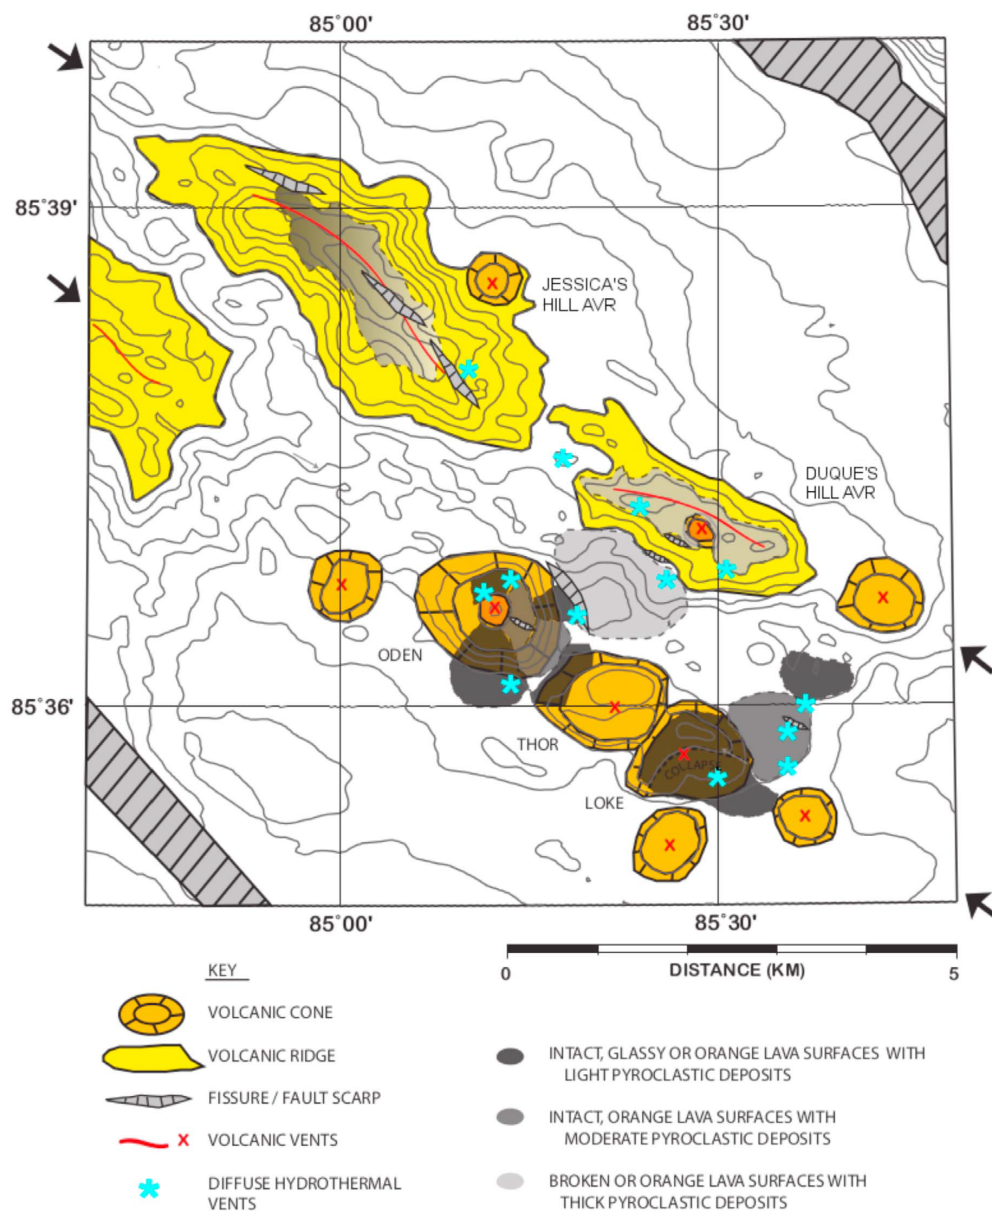 85°00' 85°30'
85°39'
JESSICA'S
HILL AVR
DUQUE'S
HILL AVR
ODEN
85°36'
THOR
COLLAPSE
LOKE
85°00' 85°30'
KEY
0 DISTANCE (KM) 5
VOLCANIC CONE
VOLCANIC RIDGE
FISSURE / FAULT SCARP
VOLCANIC VENTS
DIFFUSE HYDROTHERMAL
VENTS
INTACT, GLASSY OR ORANGE LAVA SURFACES WITH
LIGHT PYROCLASTIC DEPOSITS
INTACT, ORANGE LAVA SURFACES WITH
MODERATE PYROCLASTIC DEPOSITS
BROKEN OR ORANGE LAVA SURFACES WITH
THICK PYROCLASTIC DEPOSITS